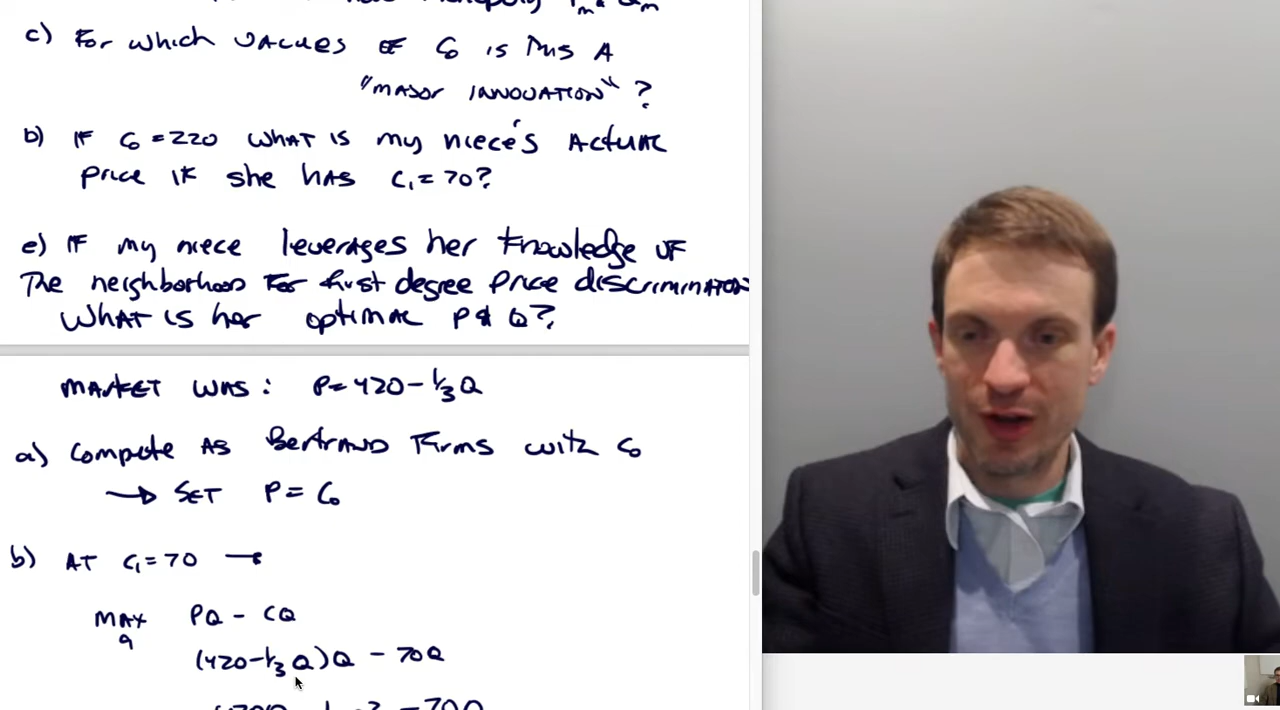 monopoly Pm & Qm
c) For which values of C0 is this a
"major innovation"?
b) If C0 = 220 what is my niece's actual
price if she has C1 = 70?
e) If my niece leverages her knowledge of
The neighborhood for first degree price discrimination
What is her optimal P & Q?
Market was: P = 420 - 1/3 Q
a) Compete as Bertrand Firms with C0
→ Set P = C0
b) At C1 = 70 →
Max PQ - CQ
q
(420 - 1/3 Q)Q - 70Q